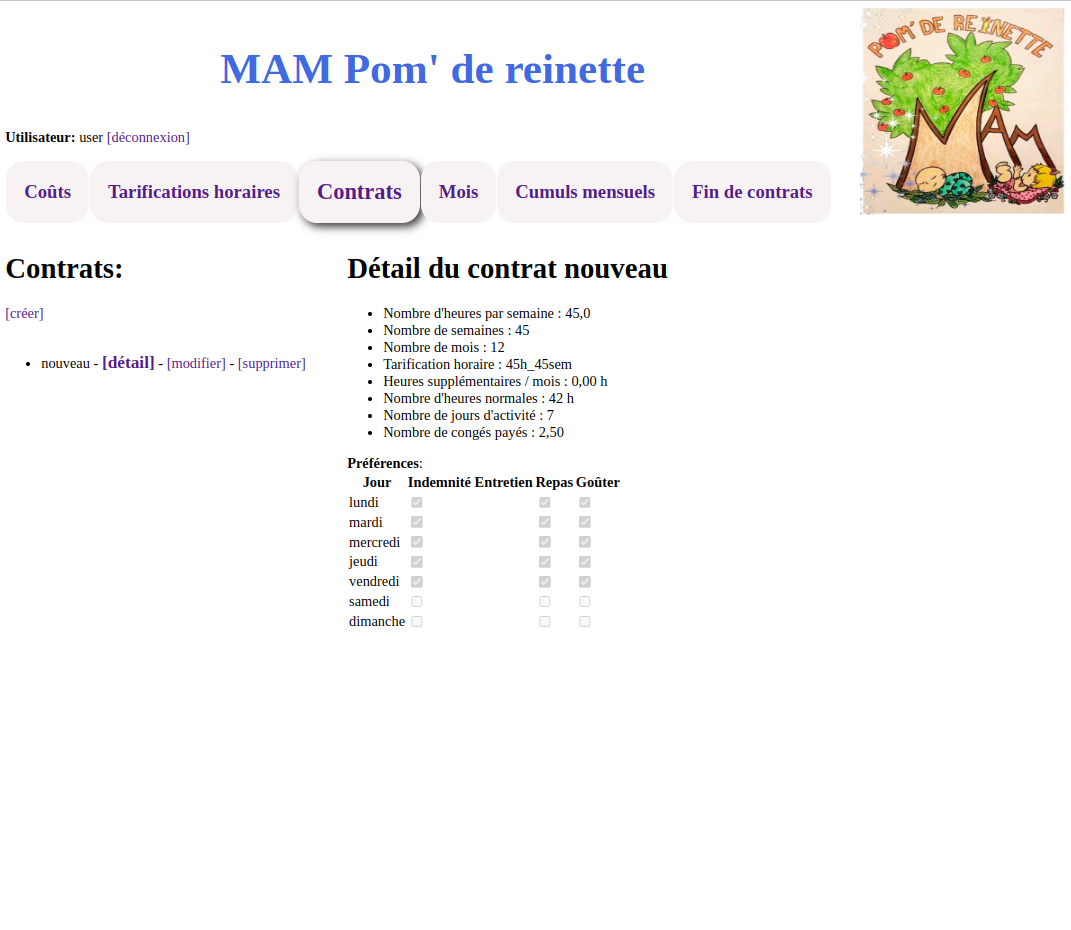 POM' DE REINETTE
MAM
MAM Pom' de reinette
Utilisateur: user [déconnexion]
Coûts Tarifications horaires Contrats Mois Cumuls mensuels Fin de contrats
Contrats:
[créer]
nouveau - [détail] - [modifier] - [supprimer]
Détail du contrat nouveau
Nombre d'heures par semaine : 45,0
Nombre de semaines : 45
Nombre de mois : 12
Tarification horaire : 45h_45sem
Heures supplémentaires / mois : 0,00 h
Nombre d'heures normales : 42 h
Nombre de jours d'activité : 7
Nombre de congés payés : 2,50
Préférences:
Jour Indemnité Entretien Repas Goûter
lundi
mardi
mercredi
jeudi
vendredi
samedi
dimanche